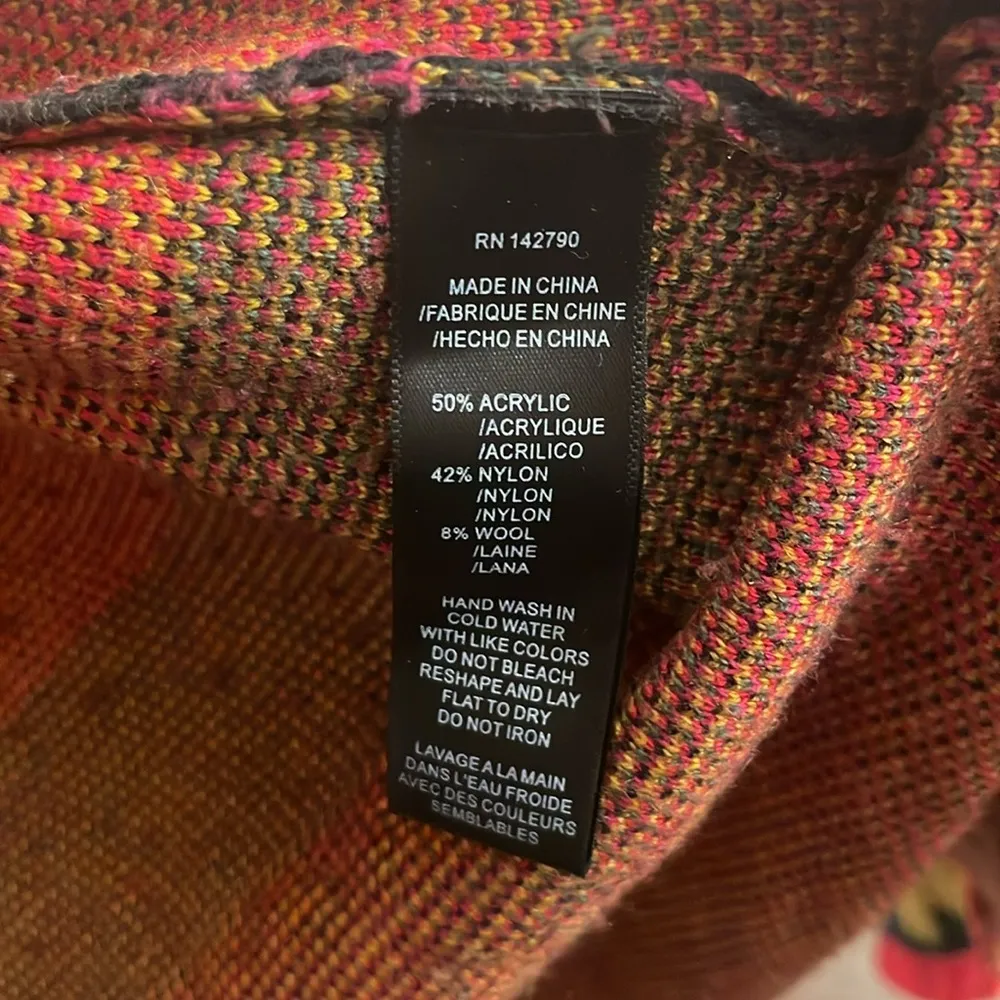 RN 142790
MADE IN CHINA
/FABRIQUE EN CHINE
/HECHO EN CHINA
50% ACRYLIC
/ACRYLIQUE
/ACRILICO
42% NYLON
/NYLON
/NYLON
8% WOOL
/LAINE
/LANA
HAND WASH IN
COLD WATER
WITH LIKE COLORS
DO NOT BLEACH
RESHAPE AND LAY
FLAT TO DRY
DO NOT IRON
LAVAGE A LA MAIN
DANS L'EAU FROIDE
AVEC DES COULEURS
SEMBLABLES